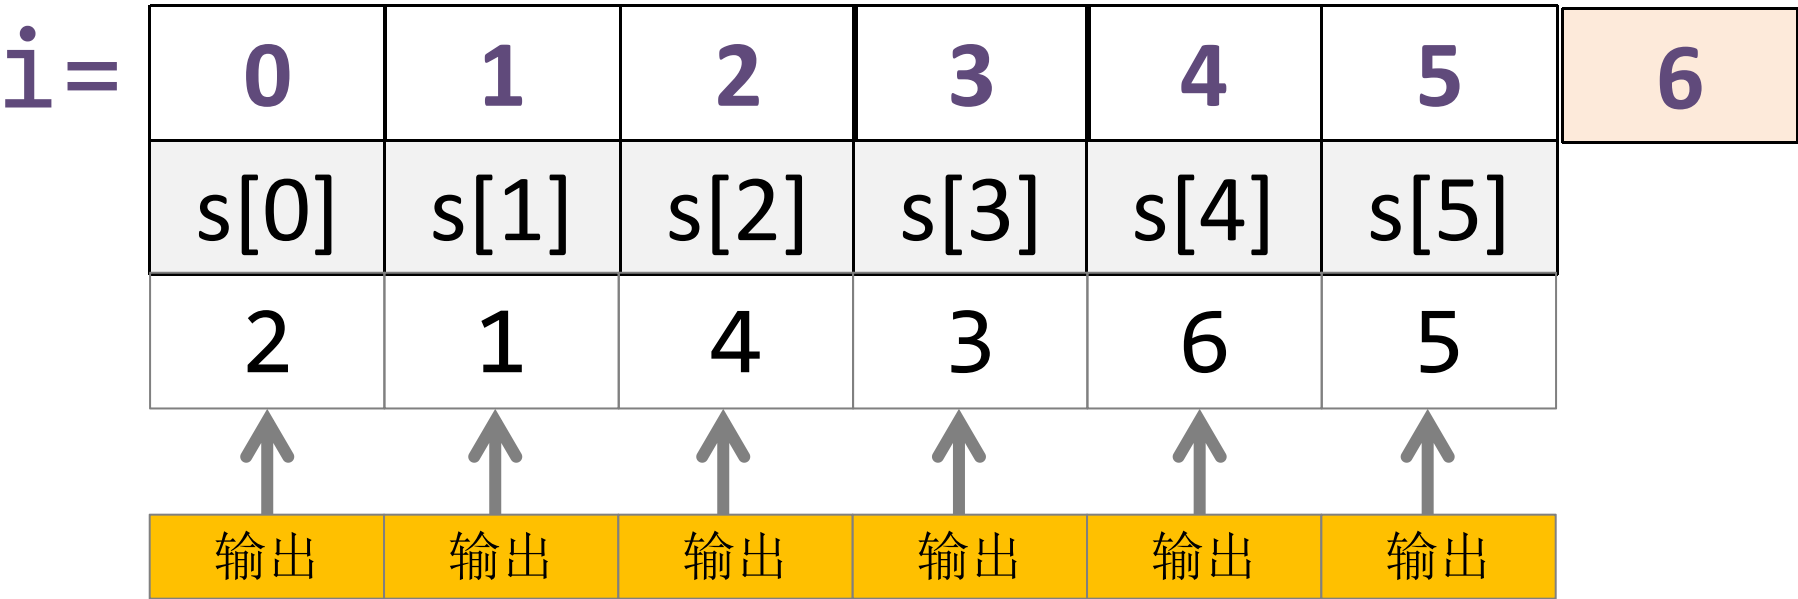 i= 0 1 2 3 4 5 6
s[0] s[1] s[2] s[3] s[4] s[5]
2 1 4 3 6 5
输出 输出 输出 输出 输出 输出